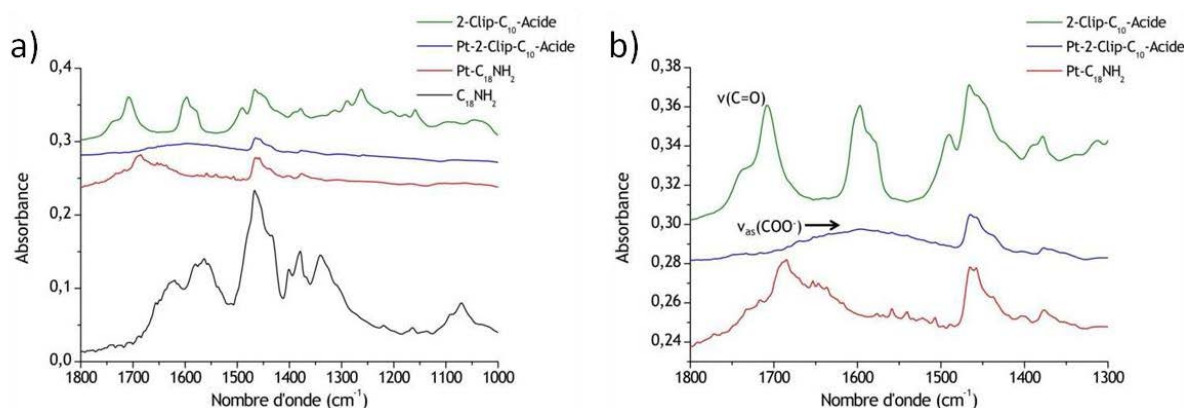 a)
2-Clip-C₁₀-Acide
Pt-2-Clip-C₁₀-Acide
Pt-C₁₈NH₂
C₁₈NH₂
0,4
0,3
0,2
0,1
0,0
Absorbance
1800 1700 1600 1500 1400 1300 1200 1100 1000
Nombre d'onde (cm⁻¹)
b)
2-Clip-C₁₀-Acide
Pt-2-Clip-C₁₀-Acide
Pt-C₁₈NH₂
0,38
0,36
0,34
0,32
0,30
0,28
0,26
0,24
Absorbance
ν(C=O)
νas(COO⁻)
1800 1700 1600 1500 1400 1300
Nombre d'onde (cm⁻¹)